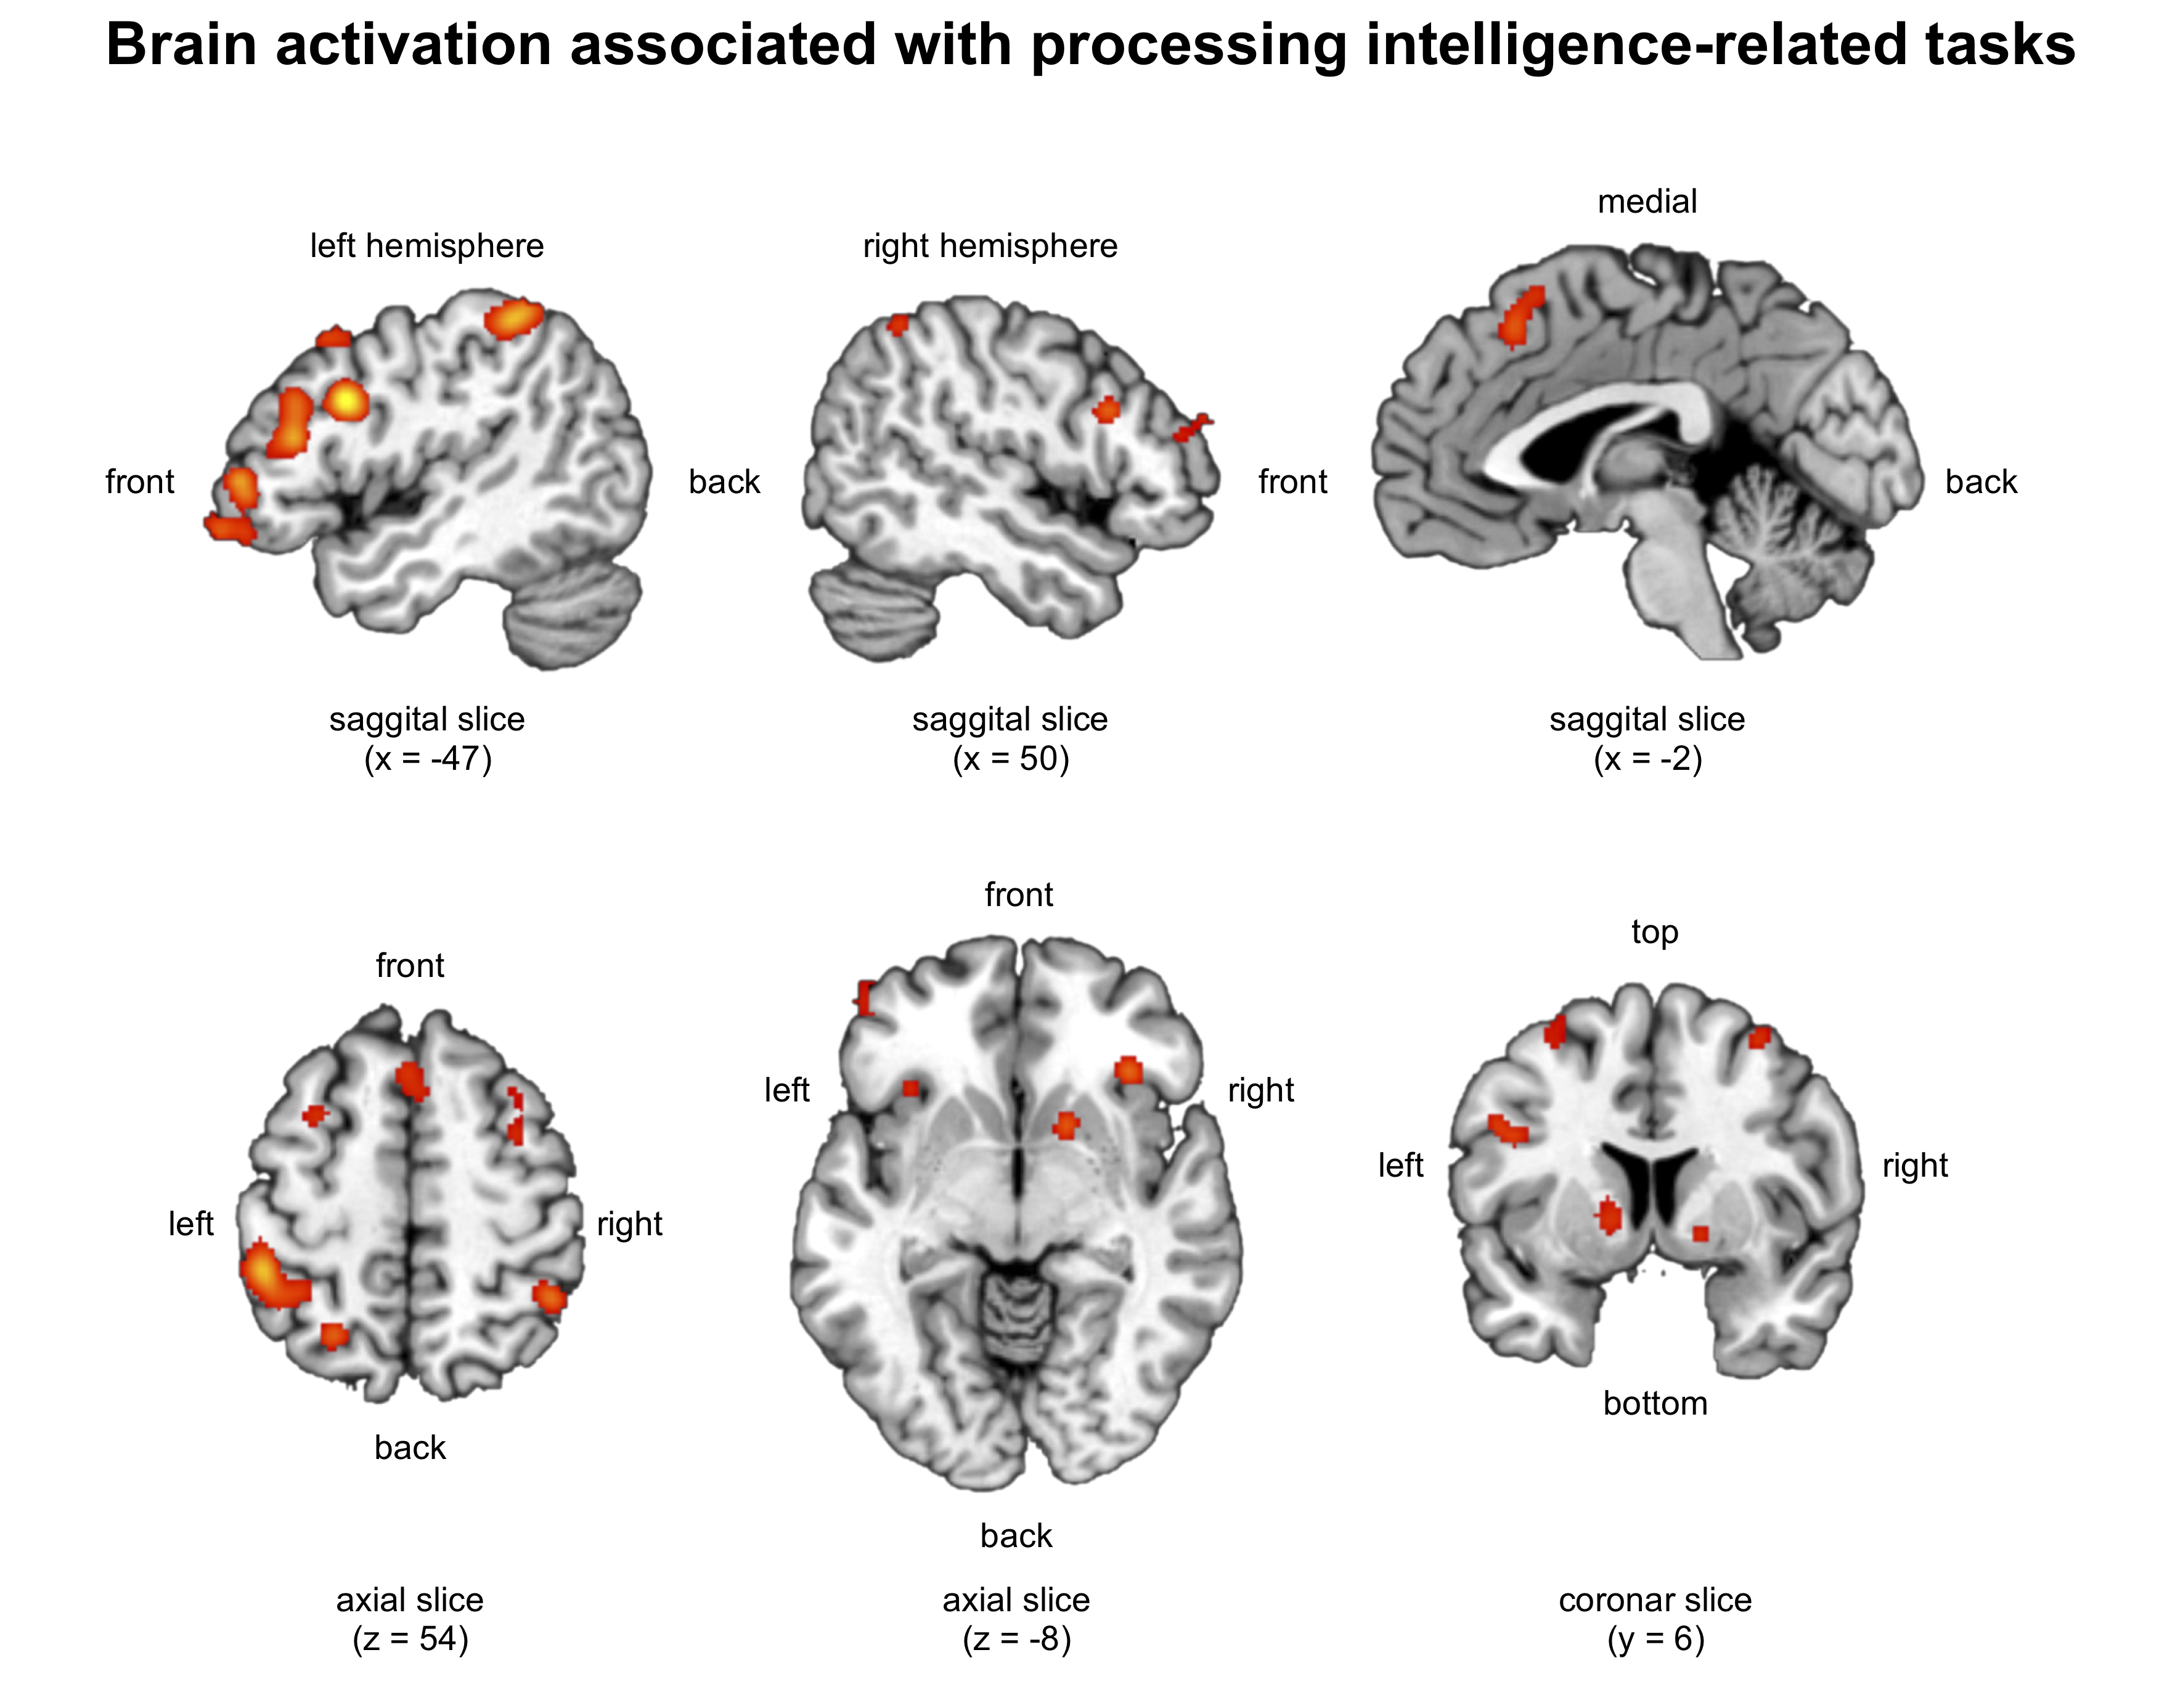 Brain activation associated with processing intelligence-related tasks
left hemisphere
right hemisphere
medial
front
back
front
back
saggital slice
(x = -47)
saggital slice
(x = 50)
saggital slice
(x = -2)
front
left
right
back
axial slice
(z = 54)
front
left
right
back
axial slice
(z = -8)
top
left
right
bottom
coronar slice
(y = 6)